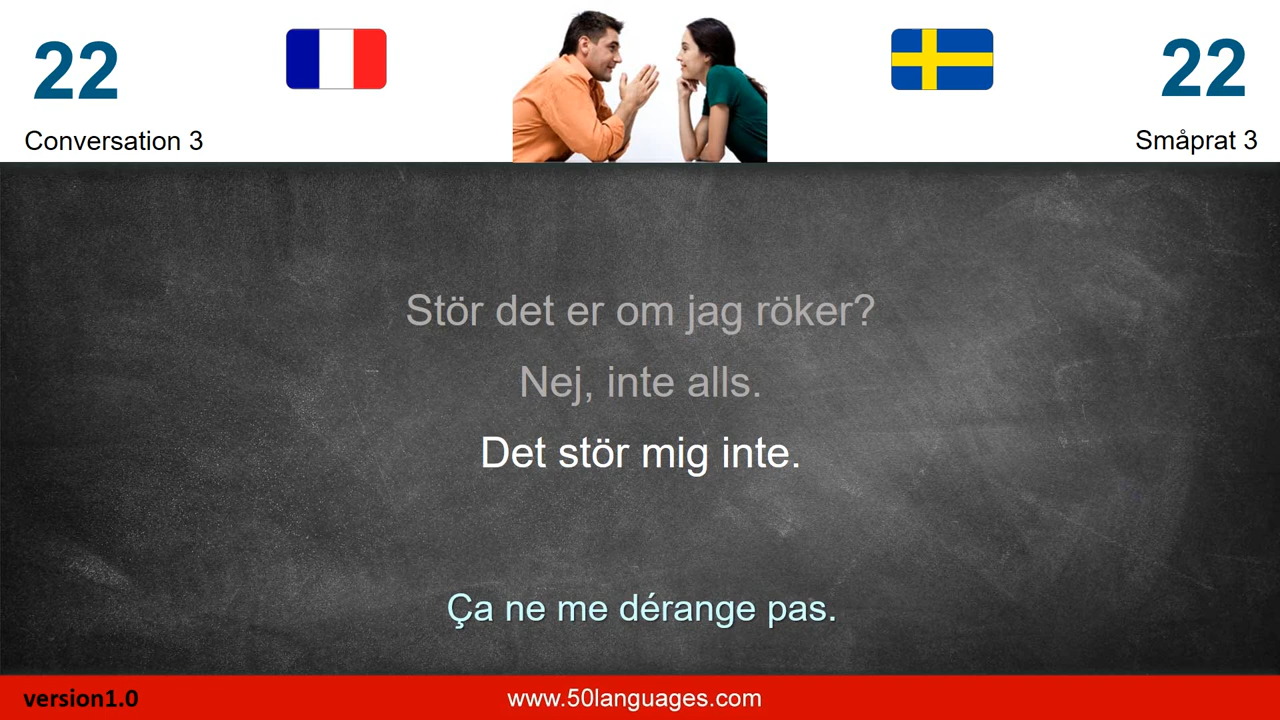 22
22
Conversation 3
Småprat 3
Stör det er om jag röker?
Nej, inte alls.
Det stör mig inte.
Ça ne me dérange pas.
version1.0
www.50languages.com